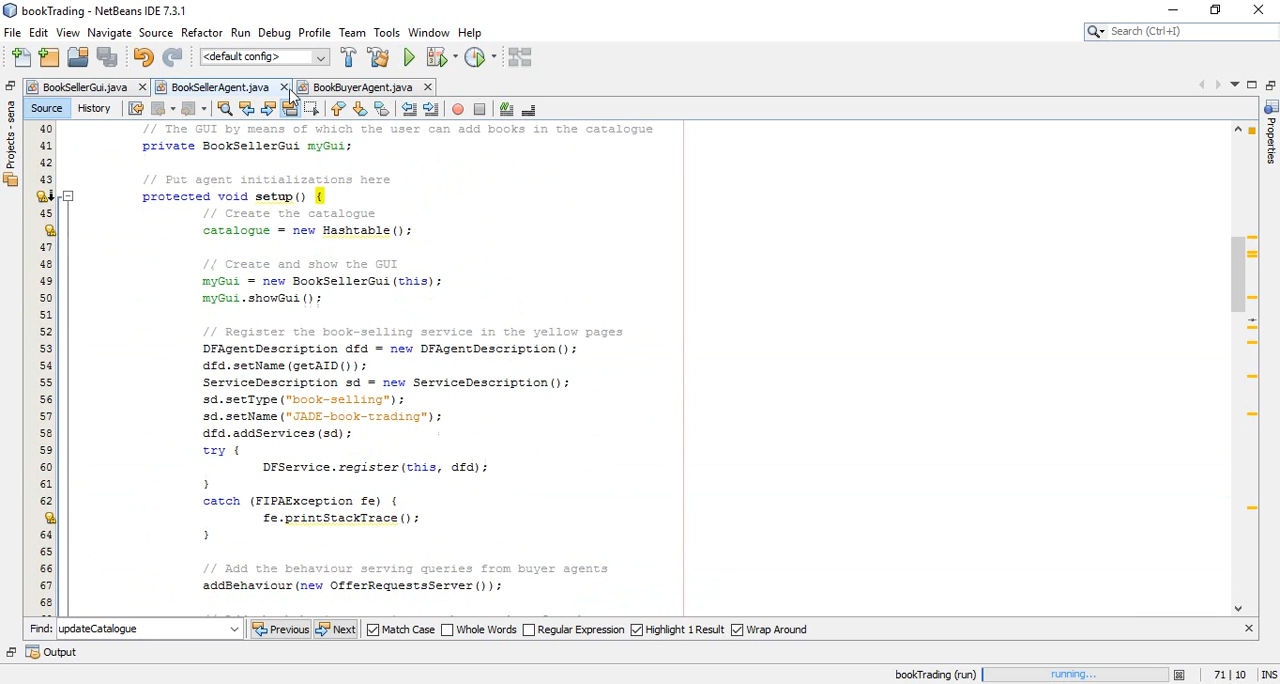 bookTrading - NetBeans IDE 7.3.1
File Edit View Navigate Source Refactor Run Debug Profile Team Tools Window Help
Search (Ctrl+I)
<default config>
BookSellerGui.java BookSellerAgent.java BookBuyerAgent.java
Source History
Projects - sena
Properties
40 // The GUI by means of which the user can add books in the catalogue
41 private BookSellerGui myGui;
42
43 // Put agent initializations here
protected void setup() {
45 // Create the catalogue
catalogue = new Hashtable();
47
48 // Create and show the GUI
49 myGui = new BookSellerGui(this);
50 myGui.showGui();
51
52 // Register the book-selling service in the yellow pages
53 DFAgentDescription dfd = new DFAgentDescription();
54 dfd.setName(getAID());
55 ServiceDescription sd = new ServiceDescription();
56 sd.setType("book-selling");
57 sd.setName("JADE-book-trading");
58 dfd.addServices(sd);
59 try {
60 DFService.register(this, dfd);
61 }
62 catch (FIPAException fe) {
fe.printStackTrace();
64 }
65
66 // Add the behaviour serving queries from buyer agents
67 addBehaviour(new OfferRequestsServer());
68
Find: updateCatalogue Previous Next Match Case Whole Words Regular Expression Highlight 1 Result Wrap Around
Output
bookTrading (run) running... 71 | 10 INS